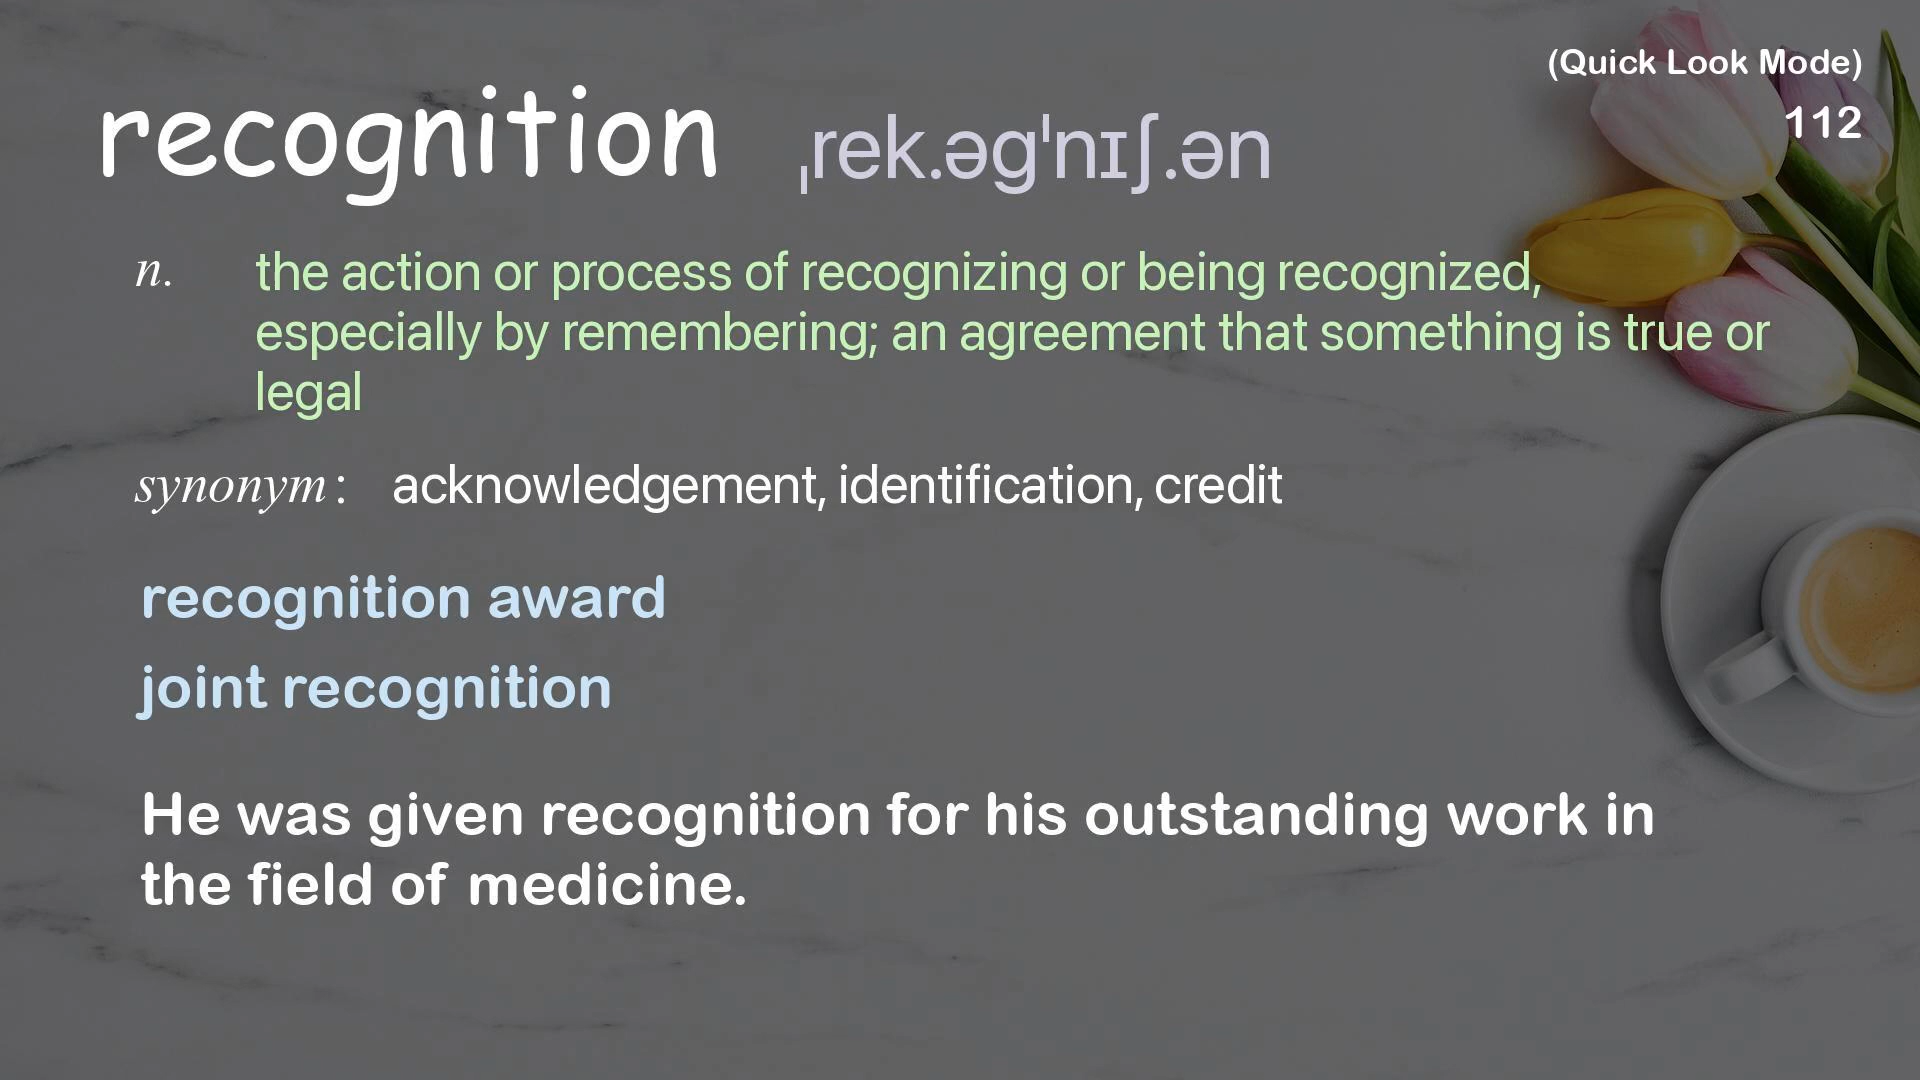 (Quick Look Mode)
recognition ˌrek.əgˈnɪʃ.ən
112
n. the action or process of recognizing or being recognized,
especially by remembering; an agreement that something is true or
legal
synonym: acknowledgement, identification, credit
recognition award
joint recognition
He was given recognition for his outstanding work in
the field of medicine.